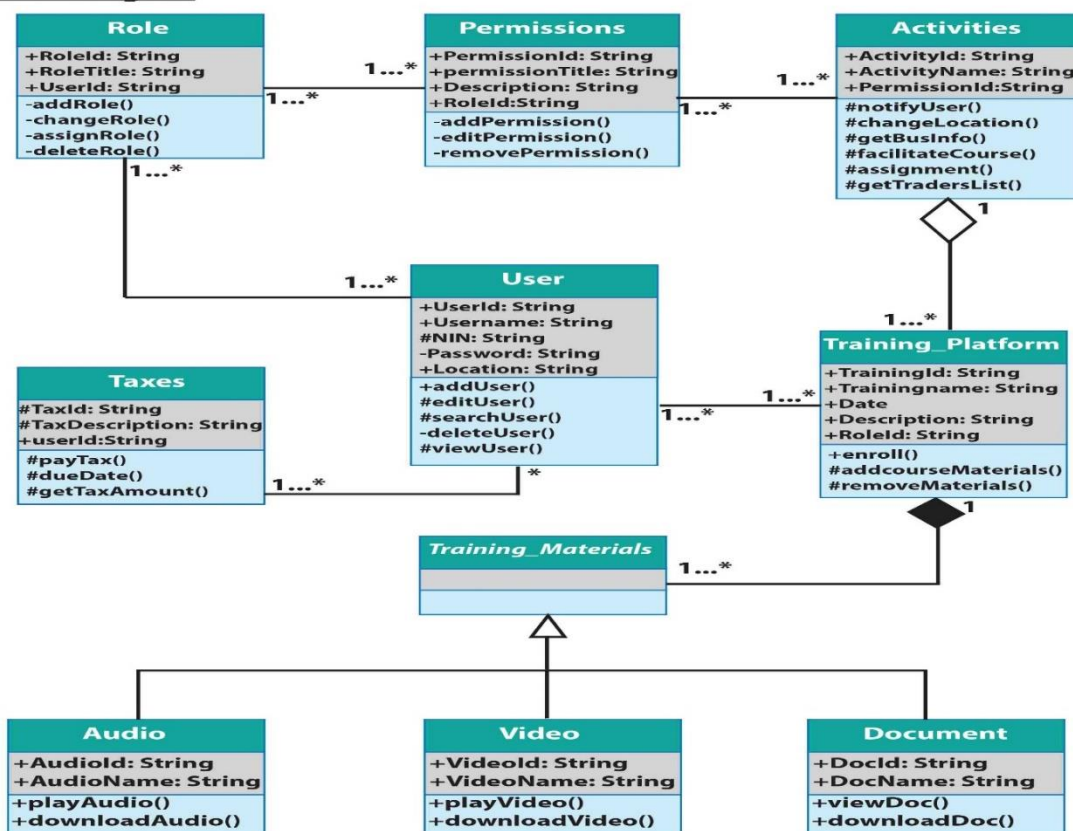 Role
+RoleId: String
+RoleTitle: String
+UserId: String
-addRole()
-changeRole()
-assignRole()
-deleteRole()
1...*
1...*
1...*
Permissions
+PermissionId: String
+permissionTitle: String
+Description: String
+RoleId:String
-addPermission()
-editPermission()
-removePermission()
1...*
1...*
Activities
+ActivityId: String
+ActivityName: String
+PermissionId:String
#notifyUser()
#changeLocation()
#getBusInfo()
#facilitateCourse()
#assignment()
#getTradersList()
1
1...*
1...*
User
+UserId: String
+Username: String
#NIN: String
-Password: String
+Location: String
+addUser()
#editUser()
#searchUser()
-deleteUser()
#viewUser()
1...*
1...*
*
Taxes
#TaxId: String
#TaxDescription: String
+userId:String
#payTax()
#dueDate()
#getTaxAmount()
1...*
Training_Platform
+TrainingId: String
+Trainingname: String
+Date
+Description: String
+RoleId: String
+enroll()
#addcourseMaterials()
#removeMaterials()
1
Training_Materials
1...*
Audio
+AudioId: String
+AudioName: String
+playAudio()
+downloadAudio()
Video
+VideoId: String
+VideoName: String
+playVideo()
+downloadVideo()
Document
+DocId: String
+DocName: String
+viewDoc()
+downloadDoc()